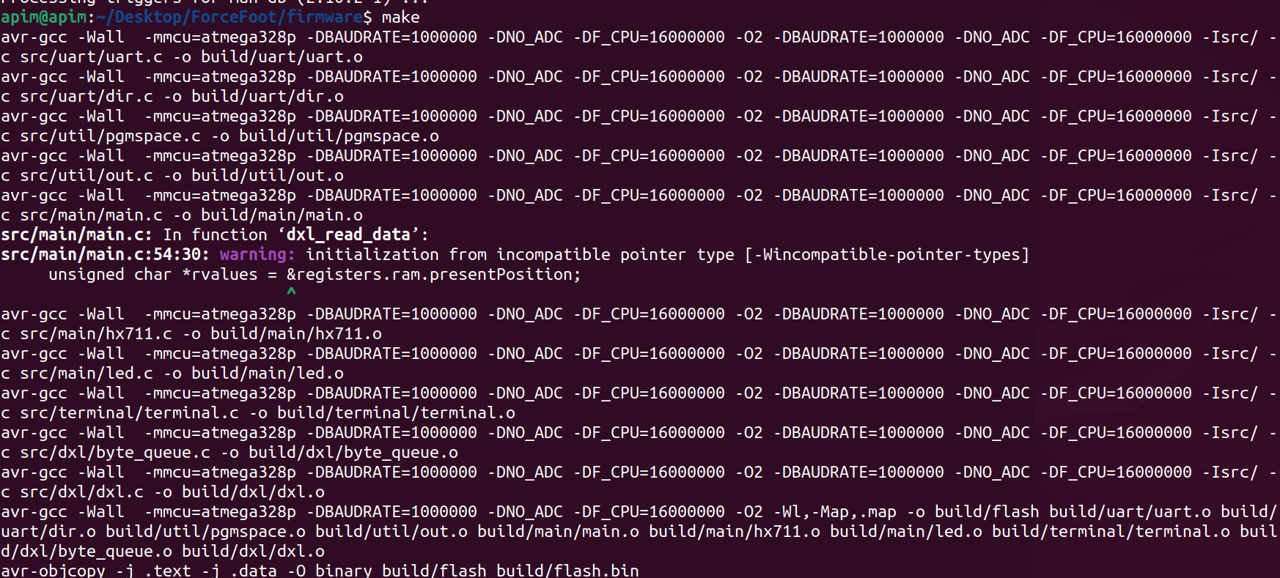 Processing triggers for man-db (2.10.2-1) ...
apim@apim:~/Desktop/ForceFoot/firmware$ make
avr-gcc -Wall  -mmcu=atmega328p -DBAUDRATE=1000000 -DNO_ADC -DF_CPU=16000000 -O2 -DBAUDRATE=1000000 -DNO_ADC -DF_CPU=16000000 -Isrc/ -
c src/uart/uart.c -o build/uart/uart.o
avr-gcc -Wall  -mmcu=atmega328p -DBAUDRATE=1000000 -DNO_ADC -DF_CPU=16000000 -O2 -DBAUDRATE=1000000 -DNO_ADC -DF_CPU=16000000 -Isrc/ -
c src/uart/dir.c -o build/uart/dir.o
avr-gcc -Wall  -mmcu=atmega328p -DBAUDRATE=1000000 -DNO_ADC -DF_CPU=16000000 -O2 -DBAUDRATE=1000000 -DNO_ADC -DF_CPU=16000000 -Isrc/ -
c src/util/pgmspace.c -o build/util/pgmspace.o
avr-gcc -Wall  -mmcu=atmega328p -DBAUDRATE=1000000 -DNO_ADC -DF_CPU=16000000 -O2 -DBAUDRATE=1000000 -DNO_ADC -DF_CPU=16000000 -Isrc/ -
c src/util/out.c -o build/util/out.o
avr-gcc -Wall  -mmcu=atmega328p -DBAUDRATE=1000000 -DNO_ADC -DF_CPU=16000000 -O2 -DBAUDRATE=1000000 -DNO_ADC -DF_CPU=16000000 -Isrc/ -
c src/main/main.c -o build/main/main.o
src/main/main.c: In function ‘dxl_read_data’:
src/main/main.c:54:30: warning: initialization from incompatible pointer type [-Wincompatible-pointer-types]
     unsigned char *rvalues = &registers.ram.presentPosition;
                              ^
avr-gcc -Wall  -mmcu=atmega328p -DBAUDRATE=1000000 -DNO_ADC -DF_CPU=16000000 -O2 -DBAUDRATE=1000000 -DNO_ADC -DF_CPU=16000000 -Isrc/ -
c src/main/hx711.c -o build/main/hx711.o
avr-gcc -Wall  -mmcu=atmega328p -DBAUDRATE=1000000 -DNO_ADC -DF_CPU=16000000 -O2 -DBAUDRATE=1000000 -DNO_ADC -DF_CPU=16000000 -Isrc/ -
c src/main/led.c -o build/main/led.o
avr-gcc -Wall  -mmcu=atmega328p -DBAUDRATE=1000000 -DNO_ADC -DF_CPU=16000000 -O2 -DBAUDRATE=1000000 -DNO_ADC -DF_CPU=16000000 -Isrc/ -
c src/terminal/terminal.c -o build/terminal/terminal.o
avr-gcc -Wall  -mmcu=atmega328p -DBAUDRATE=1000000 -DNO_ADC -DF_CPU=16000000 -O2 -DBAUDRATE=1000000 -DNO_ADC -DF_CPU=16000000 -Isrc/ -
c src/dxl/byte_queue.c -o build/dxl/byte_queue.o
avr-gcc -Wall  -mmcu=atmega328p -DBAUDRATE=1000000 -DNO_ADC -DF_CPU=16000000 -O2 -DBAUDRATE=1000000 -DNO_ADC -DF_CPU=16000000 -Isrc/ -
c src/dxl/dxl.c -o build/dxl/dxl.o
avr-gcc -Wall  -mmcu=atmega328p -DBAUDRATE=1000000 -DNO_ADC -DF_CPU=16000000 -O2 -Wl,-Map,.map -o build/flash build/uart/uart.o build/
uart/dir.o build/util/pgmspace.o build/util/out.o build/main/main.o build/main/hx711.o build/main/led.o build/terminal/terminal.o buil
d/dxl/byte_queue.o build/dxl/dxl.o
avr-objcopy -j .text -j .data -O binary build/flash build/flash.bin